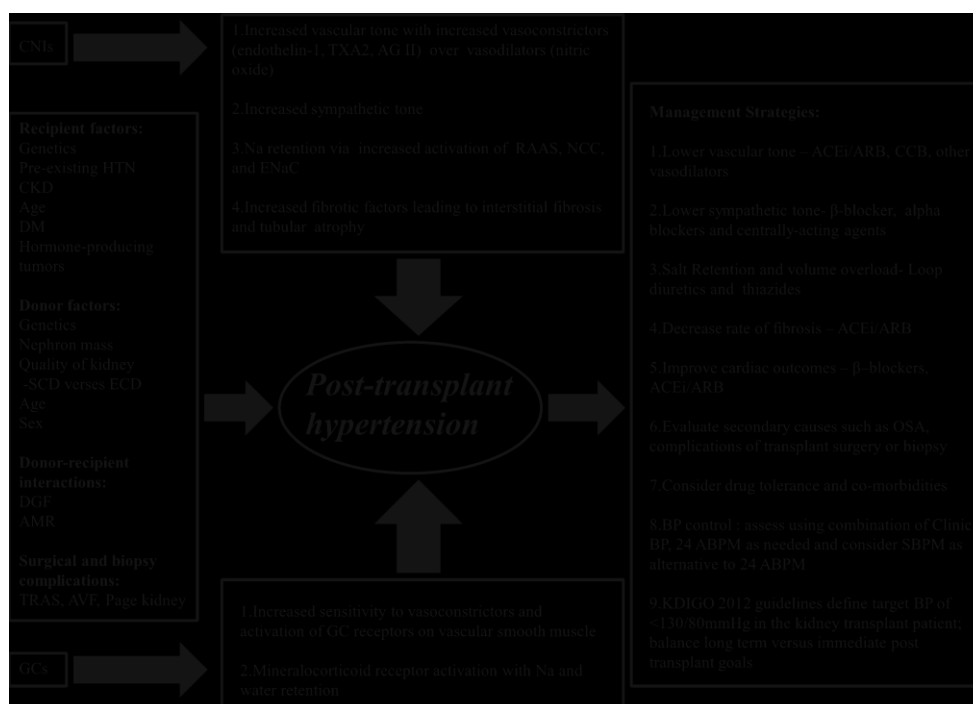 CNIs
1.Increased vascular tone with increased vasoconstrictors
(endothelin-1, TXA2, AG II) over vasodilators (nitric
oxide)
2.Increased sympathetic tone
3.Na retention via increased activation of RAAS, NCC,
and ENaC
4.Increased fibrotic factors leading to interstitial fibrosis
and tubular atrophy
Recipient factors:
Genetics
Pre-existing HTN
CKD
Age
DM
Hormone-producing
tumors
Donor factors:
Genetics
Nephron mass
Quality of kidney
-SCD verses ECD
Age
Sex
Donor-recipient
interactions:
DGF
AMR
Surgical and biopsy
complications:
TRAS, AVF, Page kidney
Post-transplant
hypertension
GCs
1.Increased sensitivity to vasoconstrictors and
activation of GC receptors on vascular smooth muscle
2.Mineralocorticoid receptor activation with Na and
water retention
Management Strategies:
1.Lower vascular tone – ACEi/ARB, CCB, other
vasodilators
2.Lower sympathetic tone- β-blocker, alpha
blockers and centrally-acting agents
3.Salt Retention and volume overload- Loop
diuretics and thiazides
4.Decrease rate of fibrosis – ACEi/ARB
5.Improve cardiac outcomes – β–blockers,
ACEi/ARB
6.Evaluate secondary causes such as OSA,
complications of transplant surgery or biopsy
7.Consider drug tolerance and co-morbidities
8.BP control : assess using combination of Clinic
BP, 24 ABPM as needed and consider SBPM as
alternative to 24 ABPM
9.KDIGO 2012 guidelines define target BP of
<130/80mmHg in the kidney transplant patient;
balance long term versus immediate post
transplant goals